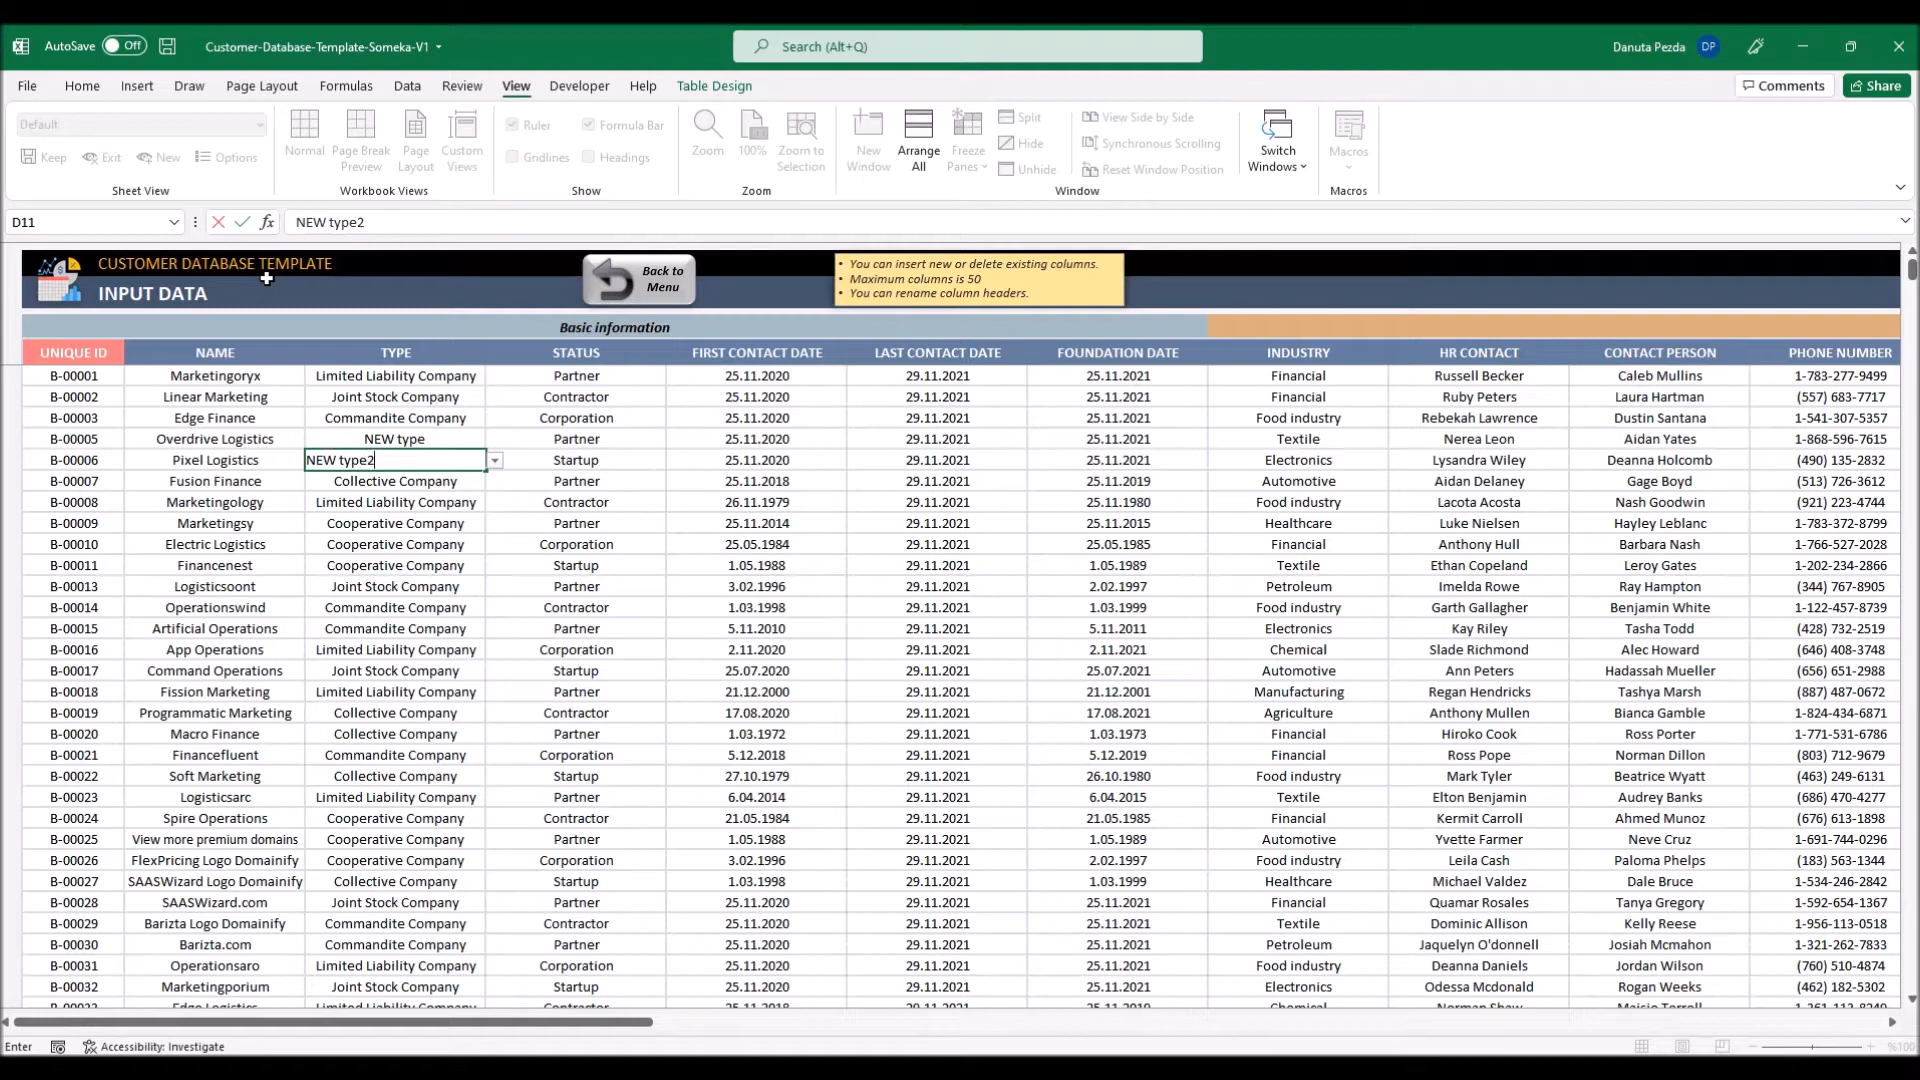 AutoSave Off Customer-Database-Template-Someka-V1 Search (Alt+Q) Danuta Pezda DP
File Home Insert Draw Page Layout Formulas Data Review View Developer Help Table Design Comments Share
Default
Keep Exit New Options
Sheet View
Normal Page Break Preview Page Layout Custom Views
Workbook Views
Ruler Formula Bar
Gridlines Headings
Show
Zoom 100% Zoom to Selection
Zoom
New Window Arrange All Freeze Panes
Split
Hide
Unhide
View Side by Side
Synchronous Scrolling
Reset Window Position
Switch Windows
Window
Macros
Macros
D11 fx NEW type2
CUSTOMER DATABASE TEMPLATE
INPUT DATA
Back to
Menu
• You can insert new or delete existing columns.
• Maximum columns is 50
• You can rename column headers.
Basic information
UNIQUE ID NAME TYPE STATUS FIRST CONTACT DATE LAST CONTACT DATE FOUNDATION DATE INDUSTRY HR CONTACT CONTACT PERSON PHONE NUMBER
B-00001 Marketingoryx Limited Liability Company Partner 25.11.2020 29.11.2021 25.11.2021 Financial Russell Becker Caleb Mullins 1-783-277-9499
B-00002 Linear Marketing Joint Stock Company Contractor 25.11.2020 29.11.2021 25.11.2021 Financial Ruby Peters Laura Hartman (557) 683-7717
B-00003 Edge Finance Commandite Company Corporation 25.11.2020 29.11.2021 25.11.2021 Food industry Rebekah Lawrence Dustin Santana 1-541-307-5357
B-00005 Overdrive Logistics NEW type Partner 25.11.2020 29.11.2021 25.11.2021 Textile Nerea Leon Aidan Yates 1-868-596-7615
B-00006 Pixel Logistics NEW type2 Startup 25.11.2020 29.11.2021 25.11.2021 Electronics Lysandra Wiley Deanna Holcomb (490) 135-2832
B-00007 Fusion Finance Collective Company Partner 25.11.2018 29.11.2021 25.11.2019 Automotive Aidan Delaney Gage Boyd (513) 726-3612
B-00008 Marketingology Limited Liability Company Contractor 26.11.1979 29.11.2021 25.11.1980 Food industry Lacota Acosta Nash Goodwin (921) 223-4744
B-00009 Marketingsy Cooperative Company Partner 25.11.2014 29.11.2021 25.11.2015 Healthcare Luke Nielsen Hayley Leblanc 1-783-372-8799
B-00010 Electric Logistics Cooperative Company Corporation 25.05.1984 29.11.2021 25.05.1985 Financial Anthony Hull Barbara Nash 1-766-527-2028
B-00011 Financenest Cooperative Company Startup 1.05.1988 29.11.2021 1.05.1989 Textile Ethan Copeland Leroy Gates 1-202-234-2866
B-00013 Logisticsoont Joint Stock Company Partner 3.02.1996 29.11.2021 2.02.1997 Petroleum Imelda Rowe Ray Hampton (344) 767-8905
B-00014 Operationswind Commandite Company Contractor 1.03.1998 29.11.2021 1.03.1999 Food industry Garth Gallagher Benjamin White 1-122-457-8739
B-00015 Artificial Operations Commandite Company Partner 5.11.2010 29.11.2021 5.11.2011 Electronics Kay Riley Tasha Todd (428) 732-2519
B-00016 App Operations Limited Liability Company Corporation 2.11.2020 29.11.2021 2.11.2021 Chemical Slade Richmond Alec Howard (646) 408-3748
B-00017 Command Operations Joint Stock Company Startup 25.07.2020 29.11.2021 25.07.2021 Automotive Ann Peters Hadassah Mueller (656) 651-2988
B-00018 Fission Marketing Limited Liability Company Partner 21.12.2000 29.11.2021 21.12.2001 Manufacturing Regan Hendricks Tashya Marsh (887) 487-0672
B-00019 Programmatic Marketing Collective Company Contractor 17.08.2020 29.11.2021 17.08.2021 Agriculture Anthony Mullen Bianca Gamble 1-824-434-6871
B-00020 Macro Finance Collective Company Partner 1.03.1972 29.11.2021 1.03.1973 Financial Hiroko Cook Ross Porter 1-771-531-6786
B-00021 Financefluent Commandite Company Corporation 5.12.2018 29.11.2021 5.12.2019 Financial Ross Pope Norman Dillon (803) 712-9679
B-00022 Soft Marketing Collective Company Startup 27.10.1979 29.11.2021 26.10.1980 Food industry Mark Tyler Beatrice Wyatt (463) 249-6131
B-00023 Logisticsarc Limited Liability Company Partner 6.04.2014 29.11.2021 6.04.2015 Textile Elton Benjamin Audrey Banks (686) 470-4277
B-00024 Spire Operations Cooperative Company Contractor 21.05.1984 29.11.2021 21.05.1985 Financial Kermit Carroll Ahmed Munoz (676) 613-1898
B-00025 View more premium domains Cooperative Company Partner 1.05.1988 29.11.2021 1.05.1989 Automotive Yvette Farmer Neve Cruz 1-691-744-0296
B-00026 FlexPricing Logo Domainify Cooperative Company Corporation 3.02.1996 29.11.2021 2.02.1997 Food industry Leila Cash Paloma Phelps (183) 563-1344
B-00027 SAASWizard Logo Domainify Collective Company Startup 1.03.1998 29.11.2021 1.03.1999 Healthcare Michael Valdez Dale Bruce 1-534-246-2842
B-00028 SAASWizard.com Joint Stock Company Partner 25.11.2020 29.11.2021 25.11.2021 Financial Quamar Rosales Tanya Gregory 1-592-654-1367
B-00029 Barizta Logo Domainify Commandite Company Contractor 25.11.2020 29.11.2021 25.11.2021 Textile Dominic Allison Kelly Reese 1-956-113-0518
B-00030 Barizta.com Commandite Company Partner 25.11.2020 29.11.2021 25.11.2021 Petroleum Jaquelyn O'donnell Josiah Mcmahon 1-321-262-7833
B-00031 Operationsaro Limited Liability Company Corporation 25.11.2020 29.11.2021 25.11.2021 Food industry Deanna Daniels Jordan Wilson (760) 510-4874
B-00032 Marketingporium Joint Stock Company Startup 25.11.2020 29.11.2021 25.11.2021 Electronics Odessa Mcdonald Rogan Weeks (462) 182-5302
Enter Accessibility: Investigate %100